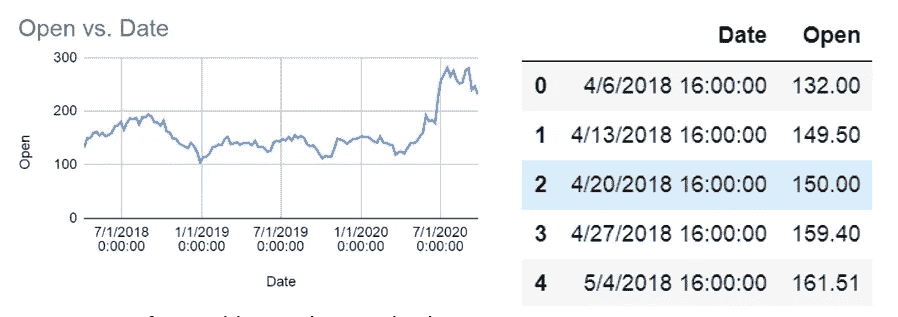 Open vs. Date
300
200
100
0
Open
7/1/2018 1/1/2019 7/1/2019 1/1/2020 7/1/2020
0:00:00 0:00:00 0:00:00 0:00:00 0:00:00
Date
Date Open
0 4/6/2018 16:00:00 132.00
1 4/13/2018 16:00:00 149.50
2 4/20/2018 16:00:00 150.00
3 4/27/2018 16:00:00 159.40
4 5/4/2018 16:00:00 161.51